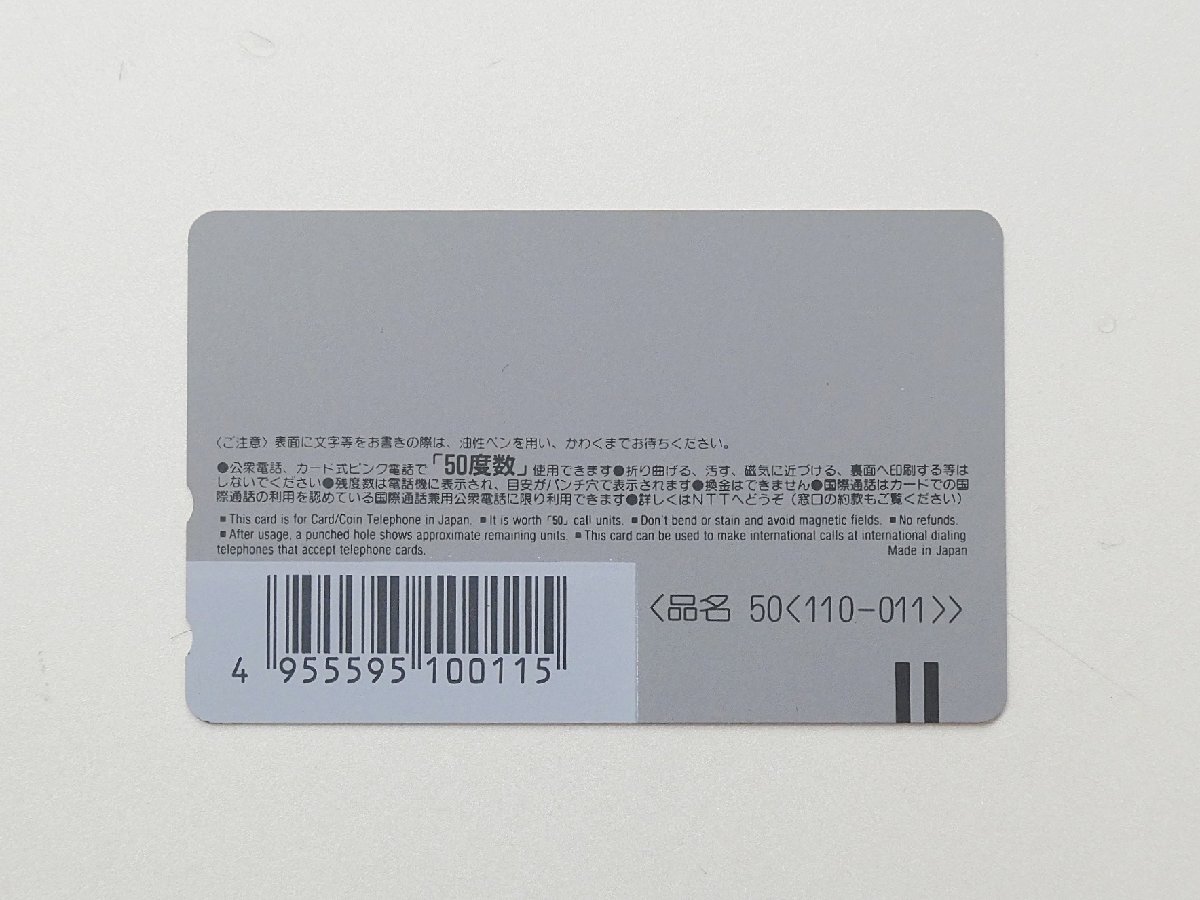 〈ご注意〉表面に文字等をお書きの際は、油性ペンを用い、かわくまでお待ちください。
●公衆電話、カード式ピンク電話で「50度数」使用できます●折り曲げる、汚す、磁気に近づける、裏面へ印刷する等は
しないでください●残度数は電話機に表示され、目安がパンチ穴で表示されます●換金はできません●国際通話はカードでの国
際通話の利用を認めている国際通話兼用公衆電話に限り利用できます●詳しくはNTTへどうぞ（窓口の約款もご覧ください）
■This card is for Card/Coin Telephone in Japan. ■It is worth「50」call units. ■Don't bend or stain and avoid magnetic fields. ■No refunds.
■After usage, a punched hole shows approximate remaining units. ■This card can be used to make international calls at international dialing
telephones that accept telephone cards. Made in Japan
〈品名 50〈110-011〉〉
4 955595 100115